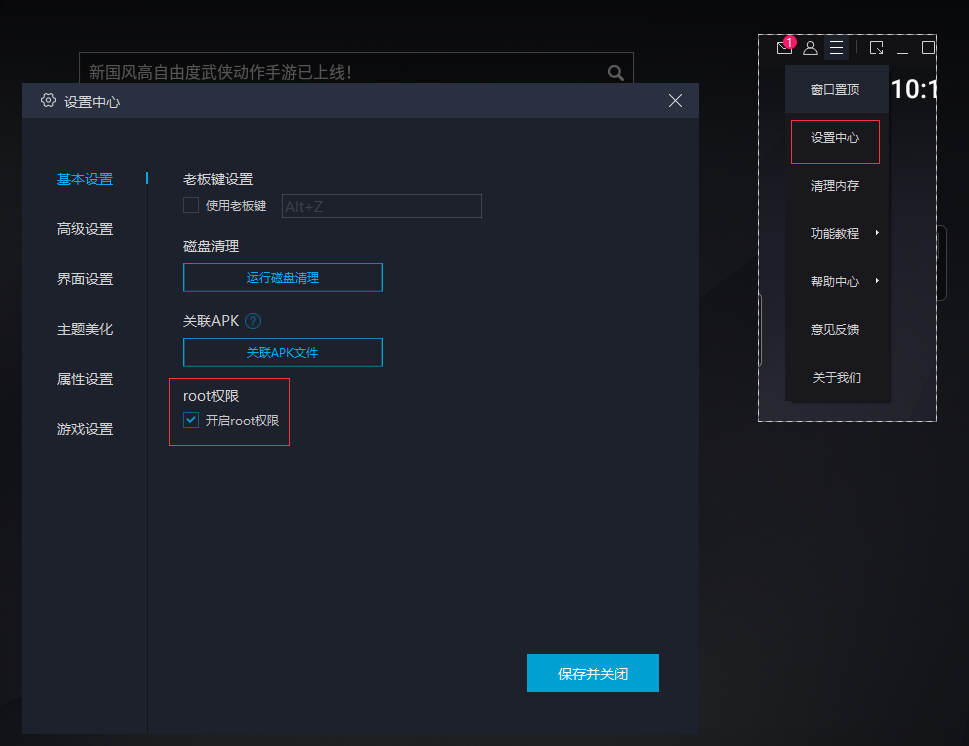 新国风高自由度武侠动作手游已上线!
设置中心
基本设置
高级设置
界面设置
主题美化
属性设置
游戏设置
老板键设置
使用老板键
Alt+Z
磁盘清理
运行磁盘清理
关联APK ?
关联APK文件
root权限
开启root权限
保存并关闭
1
窗口置顶
10:1
设置中心
清理内存
功能教程
帮助中心
意见反馈
关于我们